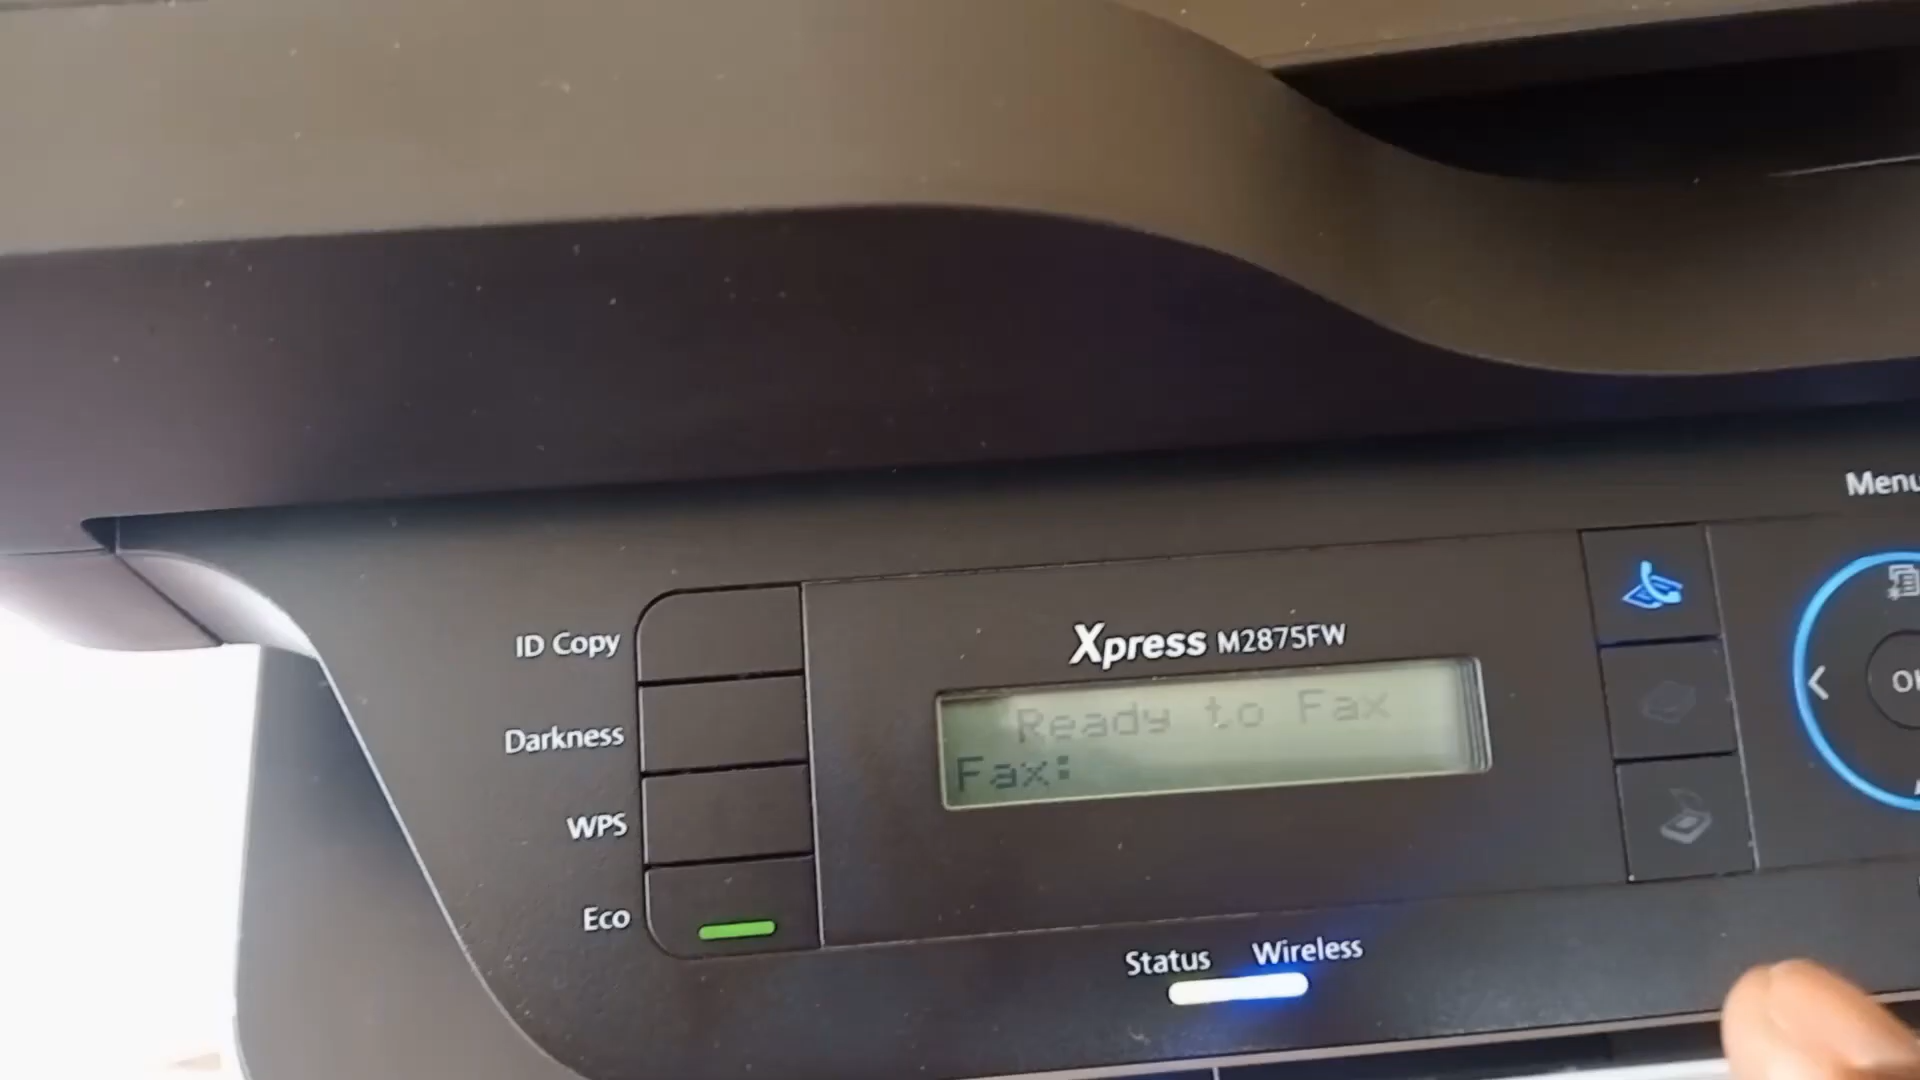 Menu
ID Copy
Darkness
WPS
Eco
Xpress M2875FW
Ready to Fax
Fax:
Status Wireless